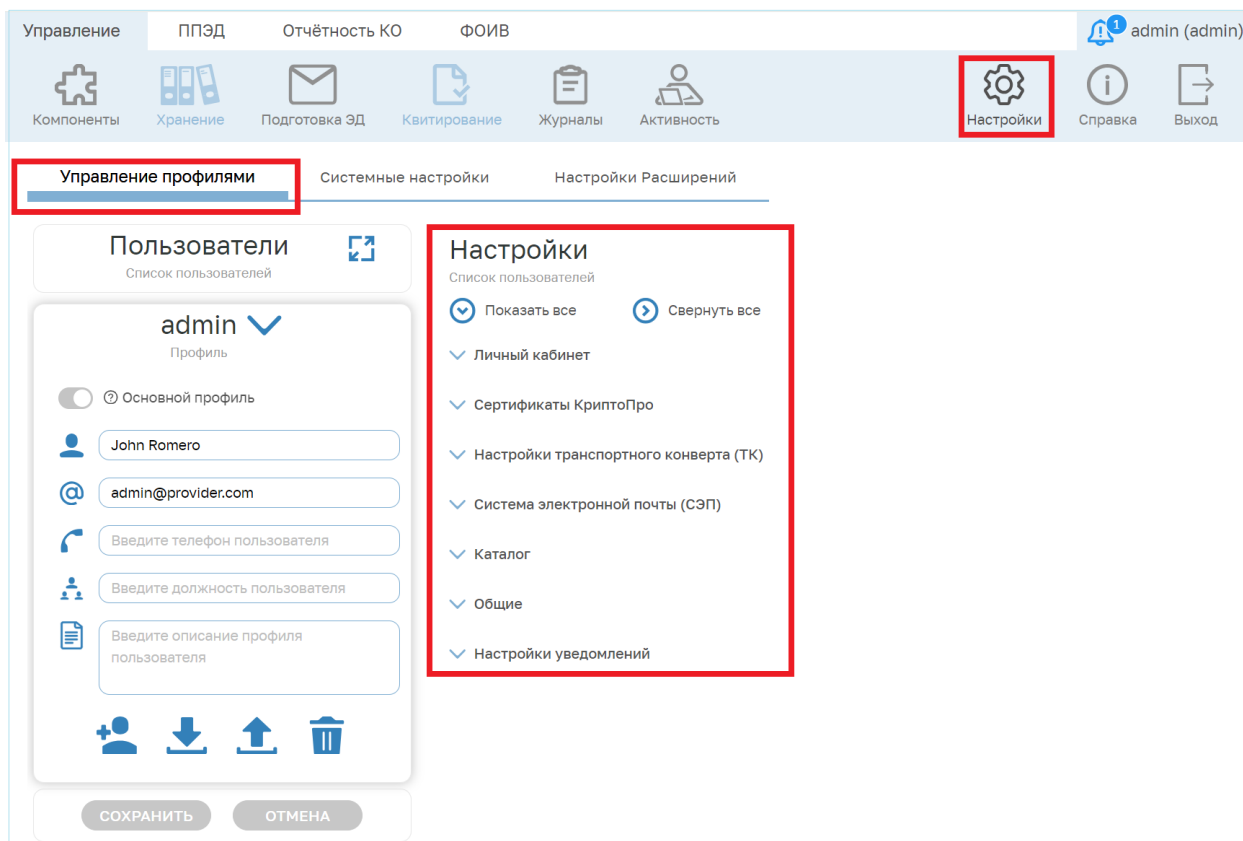 Управление ППЭД Отчётность КО ФОИВ 1 admin (admin)
Компоненты Хранение Подготовка ЭД Квитирование Журналы Активность Настройки Справка Выход
Управление профилями Системные настройки Настройки Расширений
Пользователи
Список пользователей
admin
Профиль
Основной профиль
John Romero
admin@provider.com
Введите телефон пользователя
Введите должность пользователя
Введите описание профиля
пользователя
СОХРАНИТЬ ОТМЕНА
Настройки
Список пользователей
Показать все Свернуть все
Личный кабинет
Сертификаты КриптоПро
Настройки транспортного конверта (ТК)
Система электронной почты (СЭП)
Каталог
Общие
Настройки уведомлений